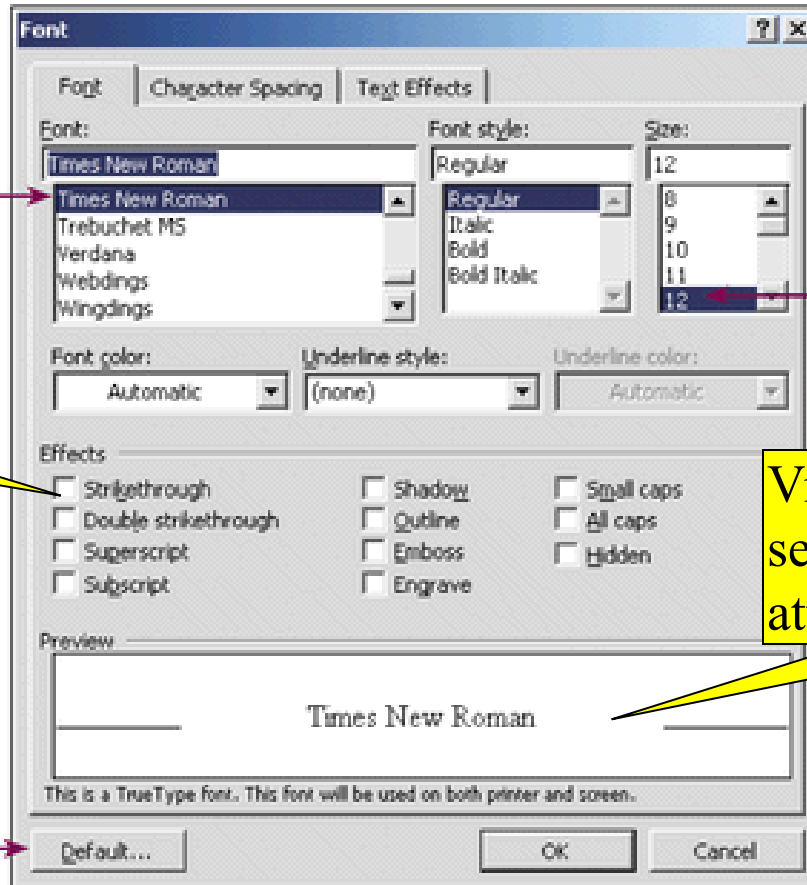 Font
? x
Font Character Spacing Text Effects
Font: Font style: Size:
Times New Roman Regular 12
Times New Roman Regular 8
Trebuchet MS Italic 9
Verdana Bold 10
Webdings Bold Italic 11
Wingdings 12
Font color: Underline style: Underline color:
Automatic (none) Automatic
Effects
Strikethrough Shadow Small caps
Double strikethrough Outline All caps
Superscript Emboss Hidden
Subscript Engrave
Preview
Times New Roman
This is a TrueType font. This font will be used on both printer and screen.
Default... OK Cancel